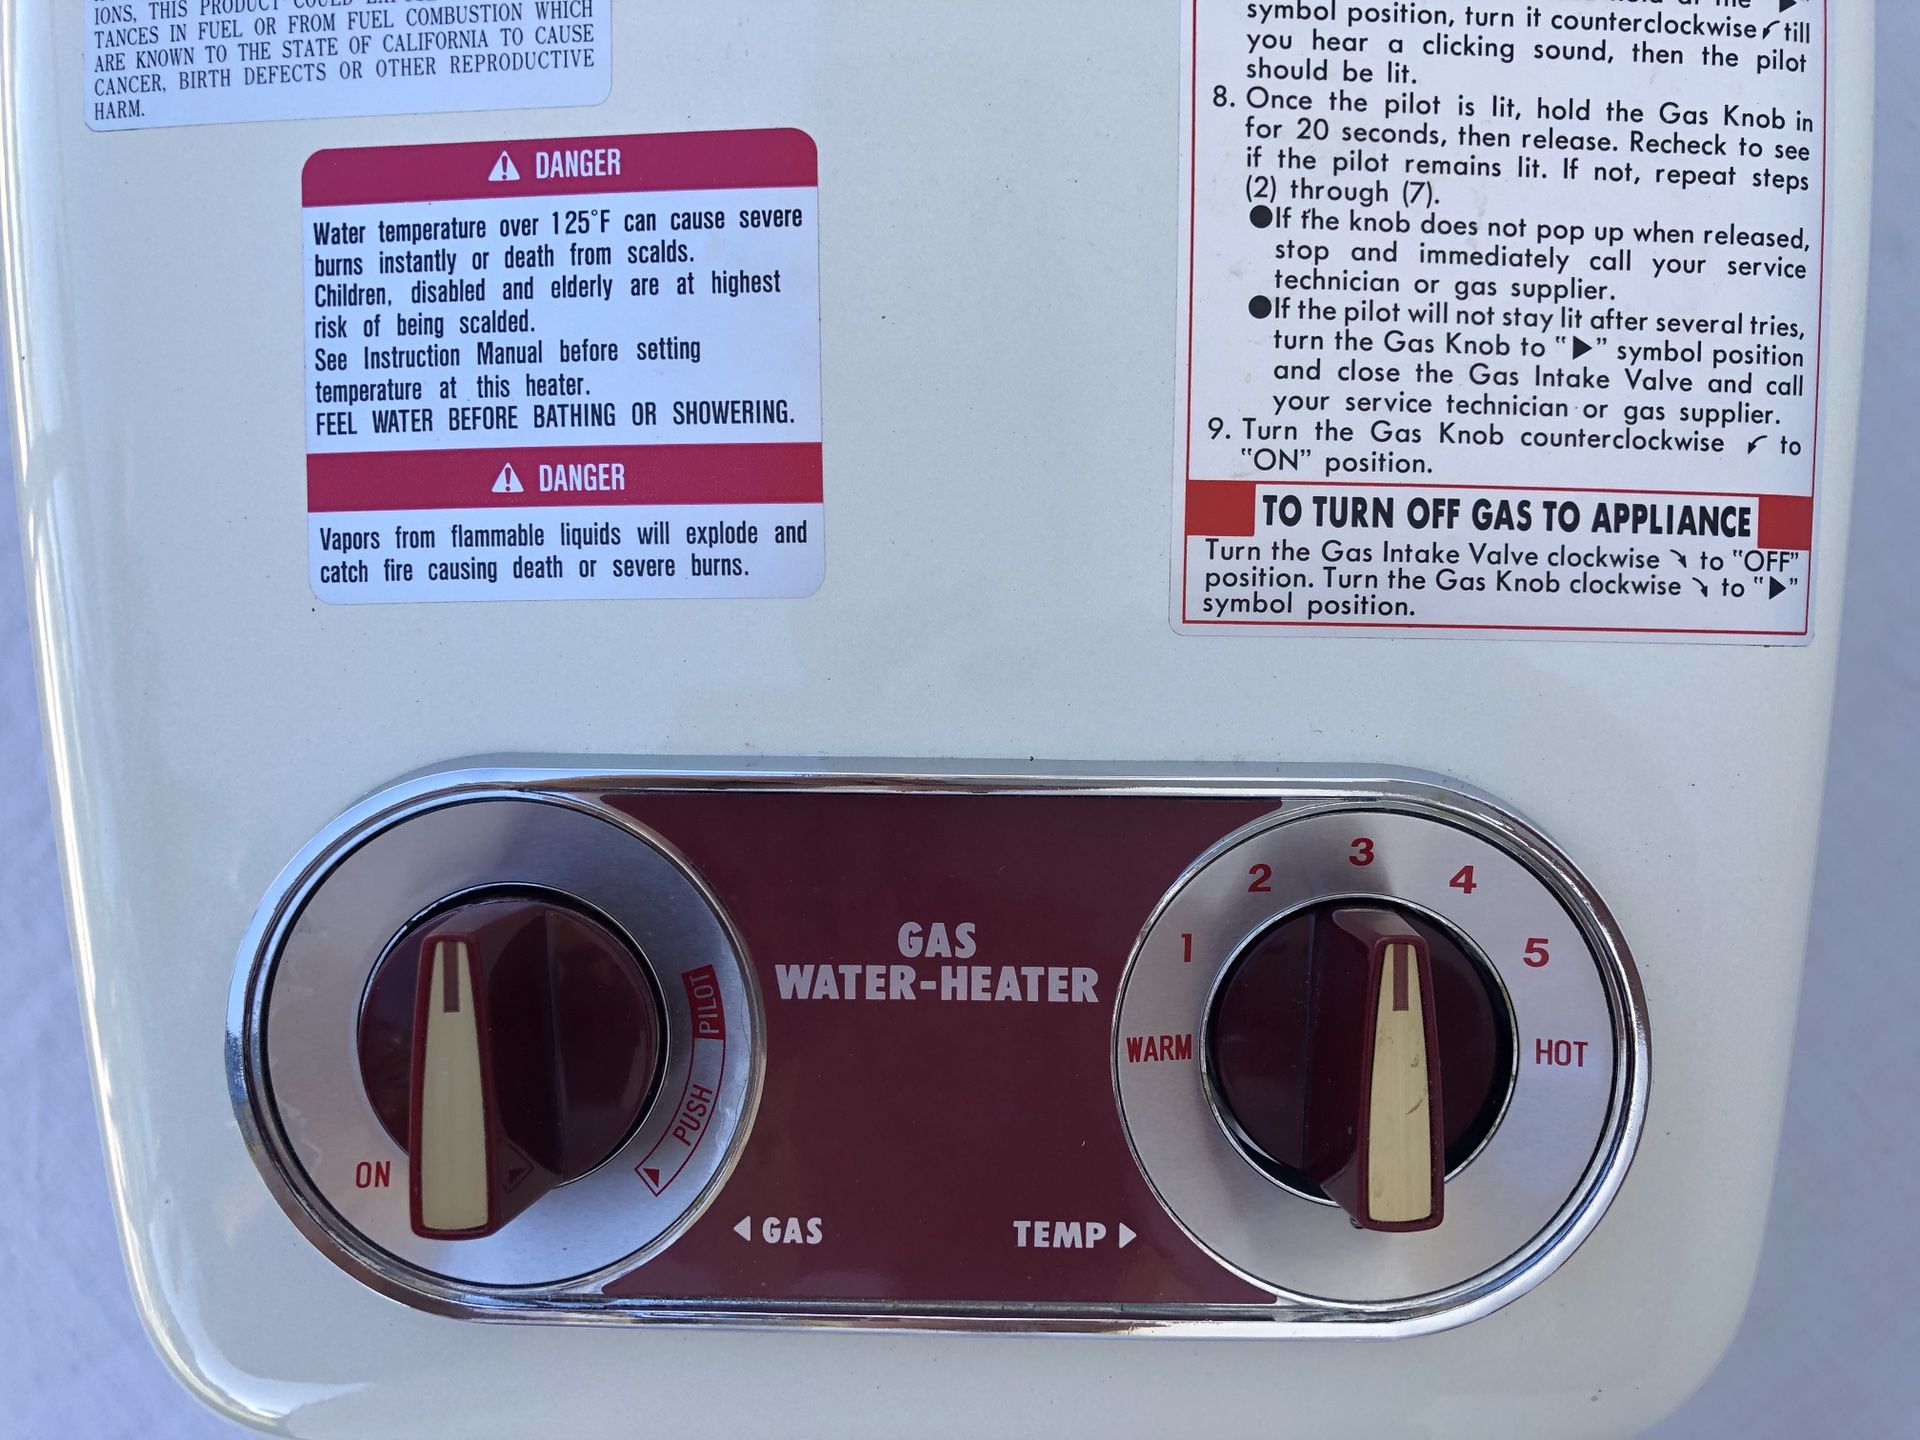 IONS, THIS PRODUCT COULD
TANCES IN FUEL OR FROM FUEL COMBUSTION WHICH
ARE KNOWN TO THE STATE OF CALIFORNIA TO CAUSE
CANCER, BIRTH DEFECTS OR OTHER REPRODUCTIVE
HARM.
⚠ DANGER
Water temperature over 125°F can cause severe
burns instantly or death from scalds.
Children, disabled and elderly are at highest
risk of being scalded.
See Instruction Manual before setting
temperature at this heater.
FEEL WATER BEFORE BATHING OR SHOWERING.
⚠ DANGER
Vapors from flammable liquids will explode and
catch fire causing death or severe burns.
at the "▶"
symbol position, turn it counterclockwise ↙ till
you hear a clicking sound, then the pilot
should be lit.
8. Once the pilot is lit, hold the Gas Knob in
for 20 seconds, then release. Recheck to see
if the pilot remains lit. If not, repeat steps
(2) through (7).
●If the knob does not pop up when released,
stop and immediately call your service
technician or gas supplier.
●If the pilot will not stay lit after several tries,
turn the Gas Knob to "▶" symbol position
and close the Gas Intake Valve and call
your service technician or gas supplier.
9. Turn the Gas Knob counterclockwise ↙ to
"ON" position.
TO TURN OFF GAS TO APPLIANCE
Turn the Gas Intake Valve clockwise ↘ to "OFF"
position. Turn the Gas Knob clockwise ↘ to "▶"
symbol position.
ON
PUSH
PILOT
GAS
WATER-HEATER
◀ GAS
TEMP ▶
WARM
1
2
3
4
5
HOT